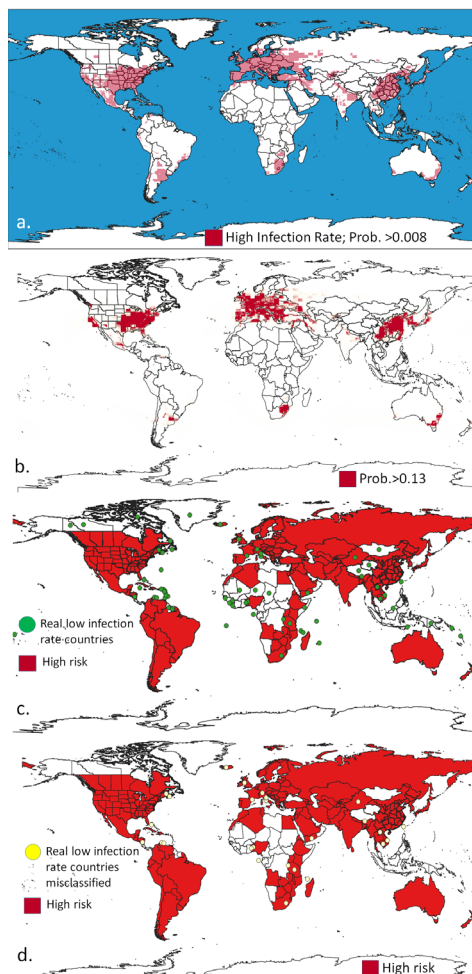 a.
High Infection Rate; Prob. >0.008
b.
Prob.>0.13
Real low infection
rate countries
High risk
c.
Real low infection
rate countries
misclassified
High risk
d.
High risk